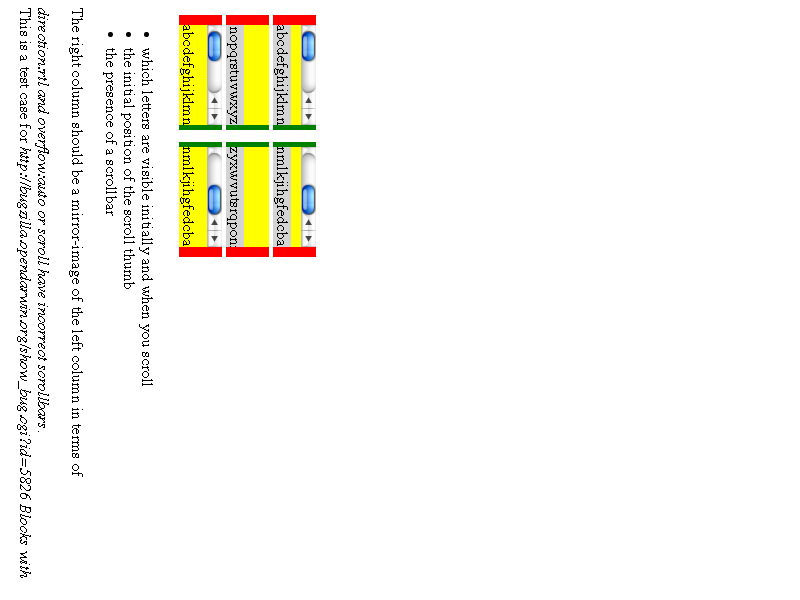 This is a test case for http://bugzilla.opendarwin.org/show_bug.cgi?id=5826 Blocks with
direction:rtl and overflow:auto or scroll have incorrect scrollbars.
The right column should be a mirror-image of the left column in terms of
• the presence of a scrollbar
• the initial position of the scroll thumb
• which letters are visible initially and when you scroll
abcdefghijklmn nmlkjihgfedcba
nopqrstuvwxyz zyxwvutsrqpon
abcdefghijklmn nmlkjihgfedcba